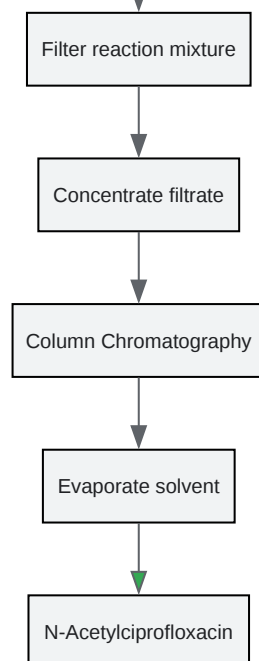 Filter reaction mixture
Concentrate filtrate
Column Chromatography
Evaporate solvent
N-Acetylciprofloxacin